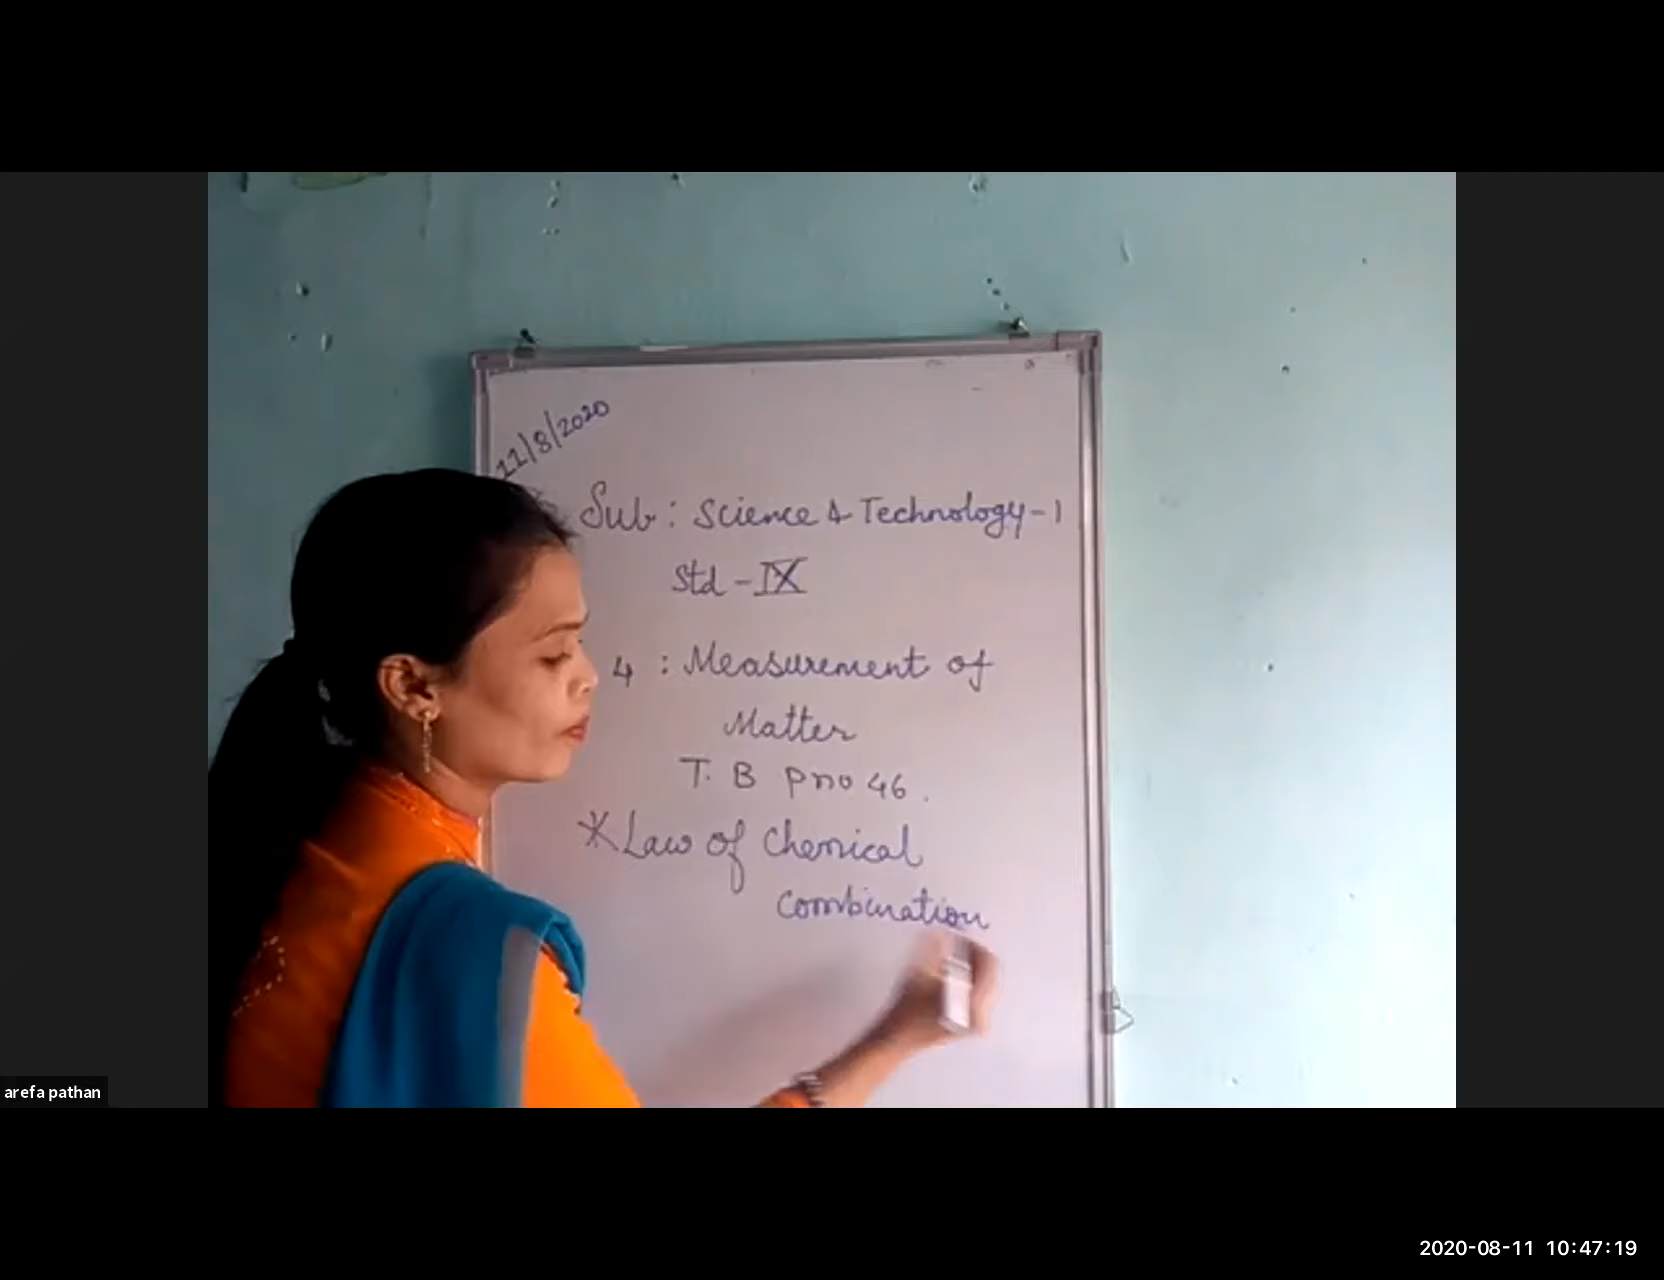 11/8/2020
Sub : Science & Technology-1
Std - IX
4 : Measurement of
Matter
T. B Pno 46.
*Law of Chemical
Combination
arefa pathan
2020-08-11 10:47:19